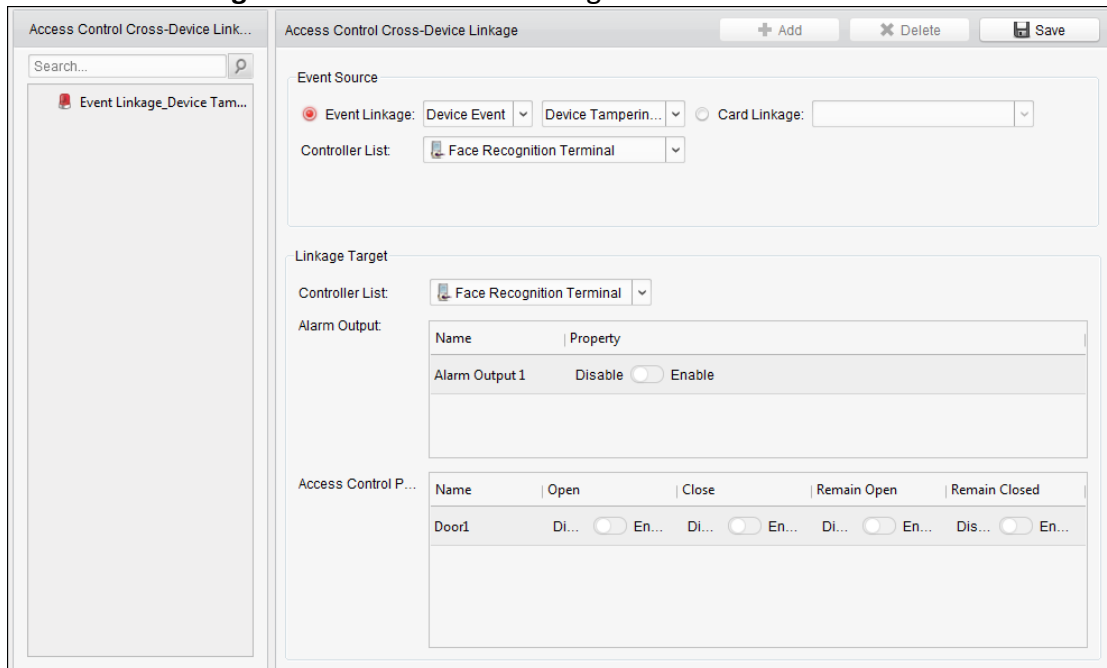 Access Control Cross-Device Link...
Search...
Event Linkage_Device Tam...
Access Control Cross-Device Linkage
Add
Delete
Save
Event Source
Event Linkage: Device Event Device Tamperin... Card Linkage:
Controller List: Face Recognition Terminal
Linkage Target
Controller List: Face Recognition Terminal
Alarm Output:
Name Property
Alarm Output 1 Disable Enable
Access Control P...
Name Open Close Remain Open Remain Closed
Door1 Di... En... Di... En... Di... En... Dis... En...